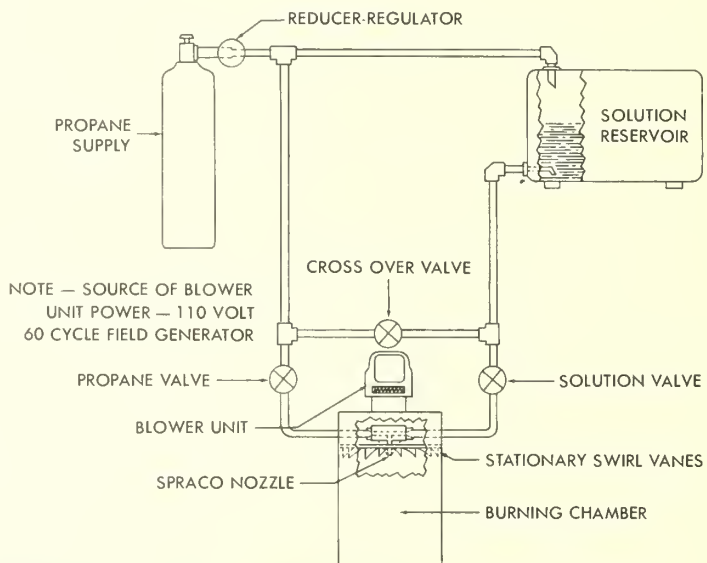 REDUCER-REGULATOR
PROPANE
SUPPLY
SOLUTION
RESERVOIR
CROSS OVER VALVE
NOTE — SOURCE OF BLOWER
UNIT POWER — 110 VOLT
60 CYCLE FIELD GENERATOR
PROPANE VALVE
SOLUTION VALVE
BLOWER UNIT
STATIONARY SWIRL VANES
SPRACO NOZZLE
BURNING CHAMBER